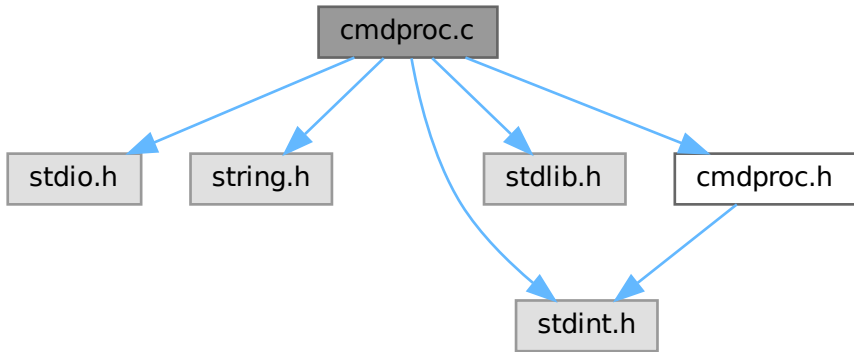 cmdproc.c
stdio.h
string.h
stdlib.h
cmdproc.h
stdint.h